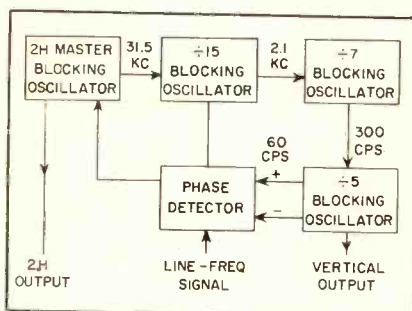 2H MASTER
BLOCKING
OSCILLATOR
31.5
KC
÷15
BLOCKING
OSCILLATOR
2.1
KC
÷7
BLOCKING
OSCILLATOR
300
CPS
60
CPS
+
−
PHASE
DETECTOR
÷5
BLOCKING
OSCILLATOR
2H
OUTPUT
LINE-FREQ
SIGNAL
VERTICAL
OUTPUT